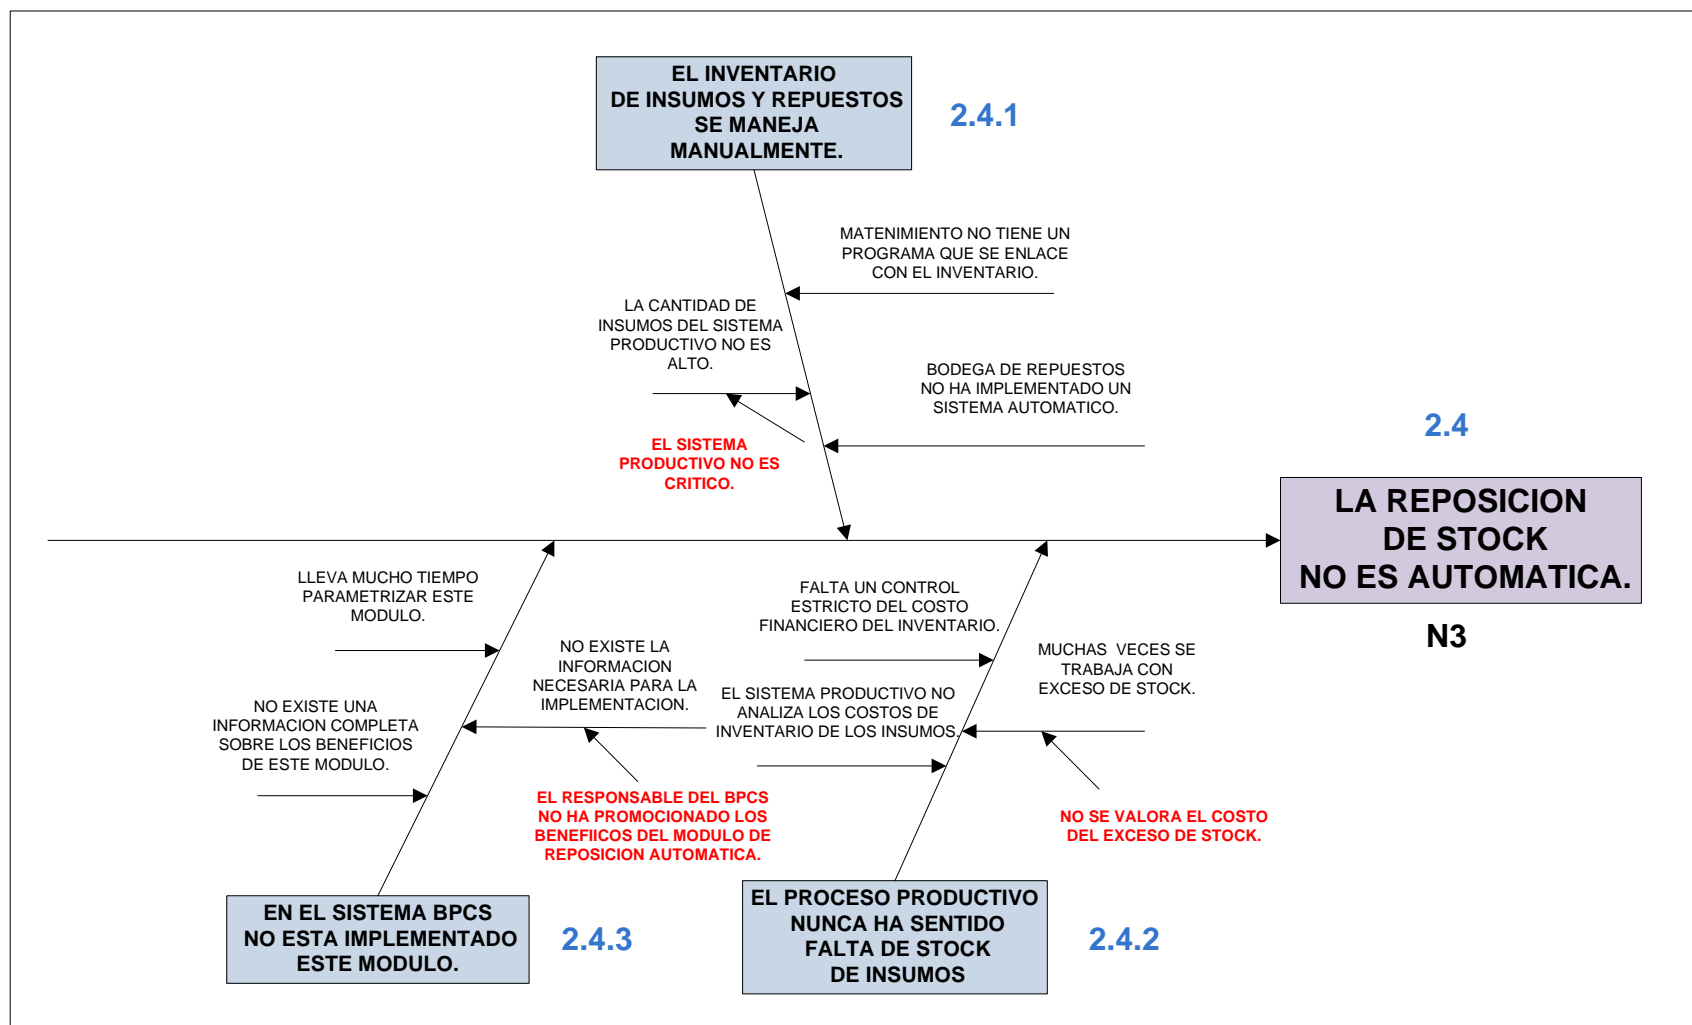 EL INVENTARIO
DE INSUMOS Y REPUESTOS
SE MANEJA
MANUALMENTE.
2.4.1
MATENIMIENTO NO TIENE UN
PROGRAMA QUE SE ENLACE
CON EL INVENTARIO.
LA CANTIDAD DE
INSUMOS DEL SISTEMA
PRODUCTIVO NO ES
ALTO.
BODEGA DE REPUESTOS
NO HA IMPLEMENTADO UN
SISTEMA AUTOMATICO.
EL SISTEMA
PRODUCTIVO NO ES
CRITICO.
2.4
LA REPOSICION
DE STOCK
NO ES AUTOMATICA.
N3
LLEVA MUCHO TIEMPO
PARAMETRIZAR ESTE
MODULO.
NO EXISTE LA
INFORMACION
NECESARIA PARA LA
IMPLEMENTACION.
NO EXISTE UNA
INFORMACION COMPLETA
SOBRE LOS BENEFICIOS
DE ESTE MODULO.
EL RESPONSABLE DEL BPCS
NO HA PROMOCIONADO LOS
BENEFIICOS DEL MODULO DE
REPOSICION AUTOMATICA.
EN EL SISTEMA BPCS
NO ESTA IMPLEMENTADO
ESTE MODULO.
2.4.3
FALTA UN CONTROL
ESTRICTO DEL COSTO
FINANCIERO DEL INVENTARIO.
MUCHAS  VECES SE
TRABAJA CON
EXCESO DE STOCK.
EL SISTEMA PRODUCTIVO NO
ANALIZA LOS COSTOS DE
INVENTARIO DE LOS INSUMOS.
NO SE VALORA EL COSTO
DEL EXCESO DE STOCK.
EL PROCESO PRODUCTIVO
NUNCA HA SENTIDO
FALTA DE STOCK
DE INSUMOS
2.4.2